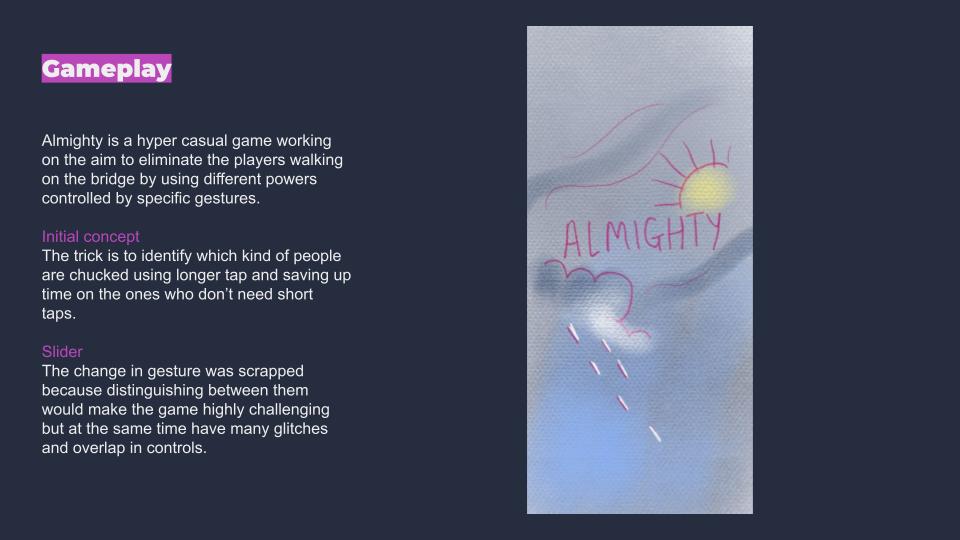 Gameplay
Almighty is a hyper casual game working
on the aim to eliminate the players walking
on the bridge by using different powers
controlled by specific gestures.
Initial concept
The trick is to identify which kind of people
are chucked using longer tap and saving up
time on the ones who don’t need short
taps.
Slider
The change in gesture was scrapped
because distinguishing between them
would make the game highly challenging
but at the same time have many glitches
and overlap in controls.
ALMIGHTY